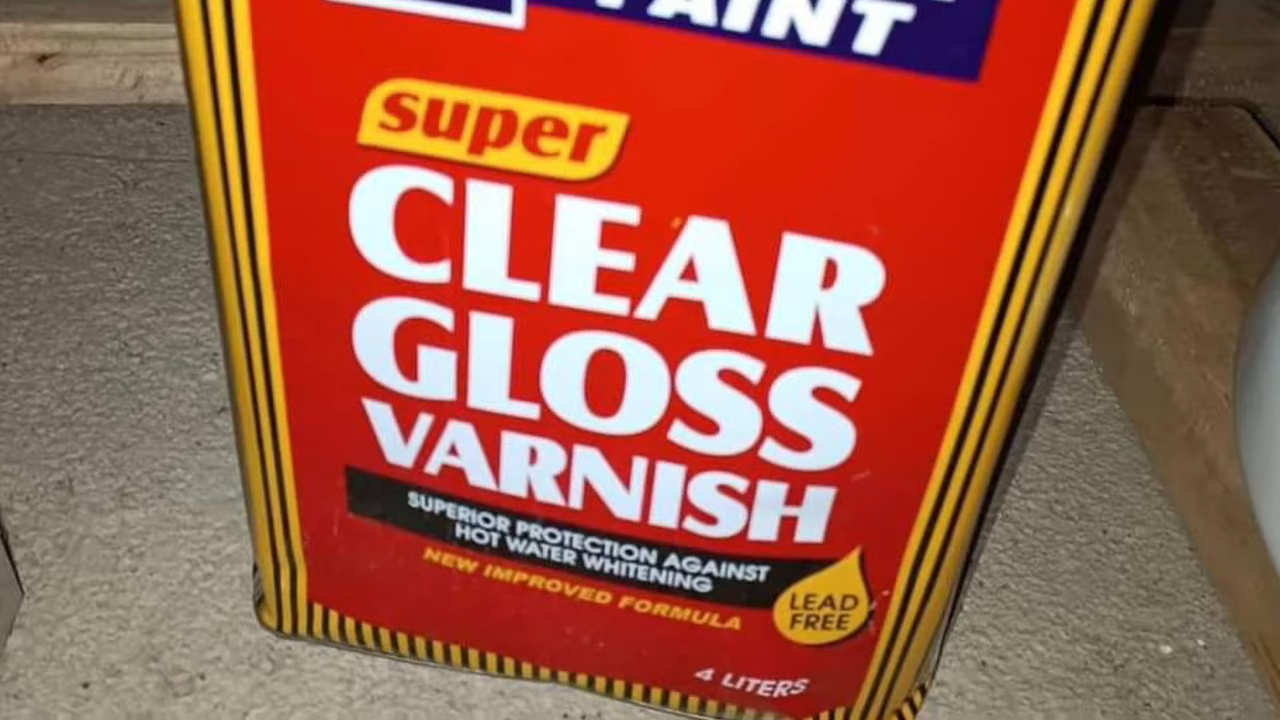 PAINT
super
CLEAR
GLOSS
VARNISH
SUPERIOR PROTECTION AGAINST
HOT WATER WHITENING
NEW IMPROVED FORMULA
LEAD
FREE
4 LITERS